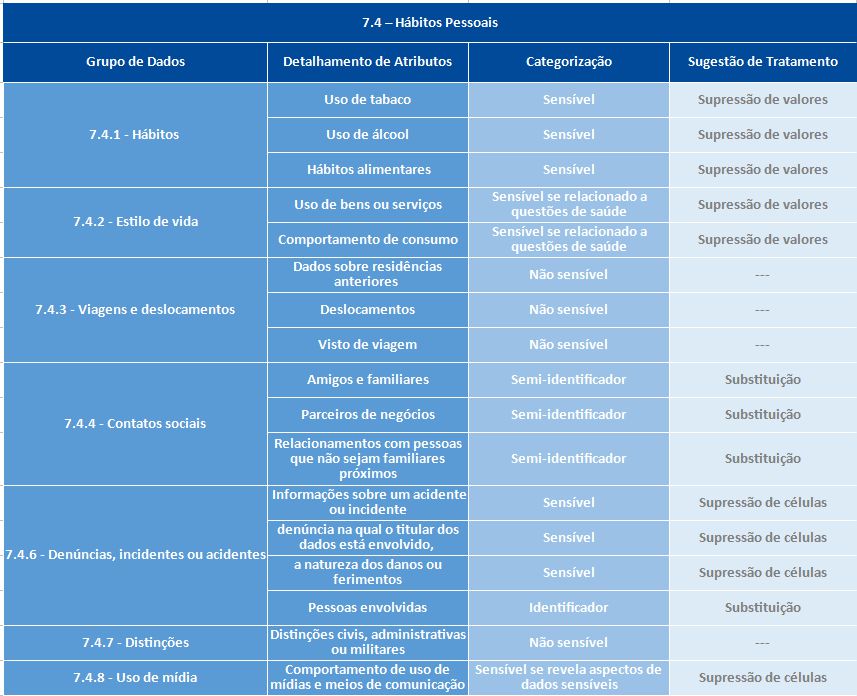 7.4 – Hábitos Pessoais
Grupo de Dados Detalhamento de Atributos Categorização Sugestão de Tratamento
7.4.1 - Hábitos
Uso de tabaco Sensível Supressão de valores
Uso de álcool Sensível Supressão de valores
Hábitos alimentares Sensível Supressão de valores
7.4.2 - Estilo de vida
Uso de bens ou serviços
Sensível se relacionado a
questões de saúde
Supressão de valores
Comportamento de consumo
Sensível se relacionado a
questões de saúde
Supressão de valores
7.4.3 - Viagens e deslocamentos
Dados sobre residências
anteriores
Não sensível ---
Deslocamentos Não sensível ---
Visto de viagem Não sensível ---
7.4.4 - Contatos sociais
Amigos e familiares Semi-identificador Substituição
Parceiros de negócios Semi-identificador Substituição
Relacionamentos com pessoas
que não sejam familiares
próximos
Semi-identificador Substituição
7.4.6 - Denúncias, incidentes ou acidentes
Informações sobre um acidente
ou incidente
Sensível Supressão de células
denúncia na qual o titular dos
dados está envolvido,
Sensível Supressão de células
a natureza dos danos ou
ferimentos
Sensível Supressão de células
Pessoas envolvidas Identificador Substituição
7.4.7 - Distinções
Distinções civis, administrativas
ou militares
Não sensível ---
7.4.8 - Uso de mídia
Comportamento de uso de
mídias e meios de comunicação
Sensível se revela aspectos de
dados sensíveis
Supressão de células